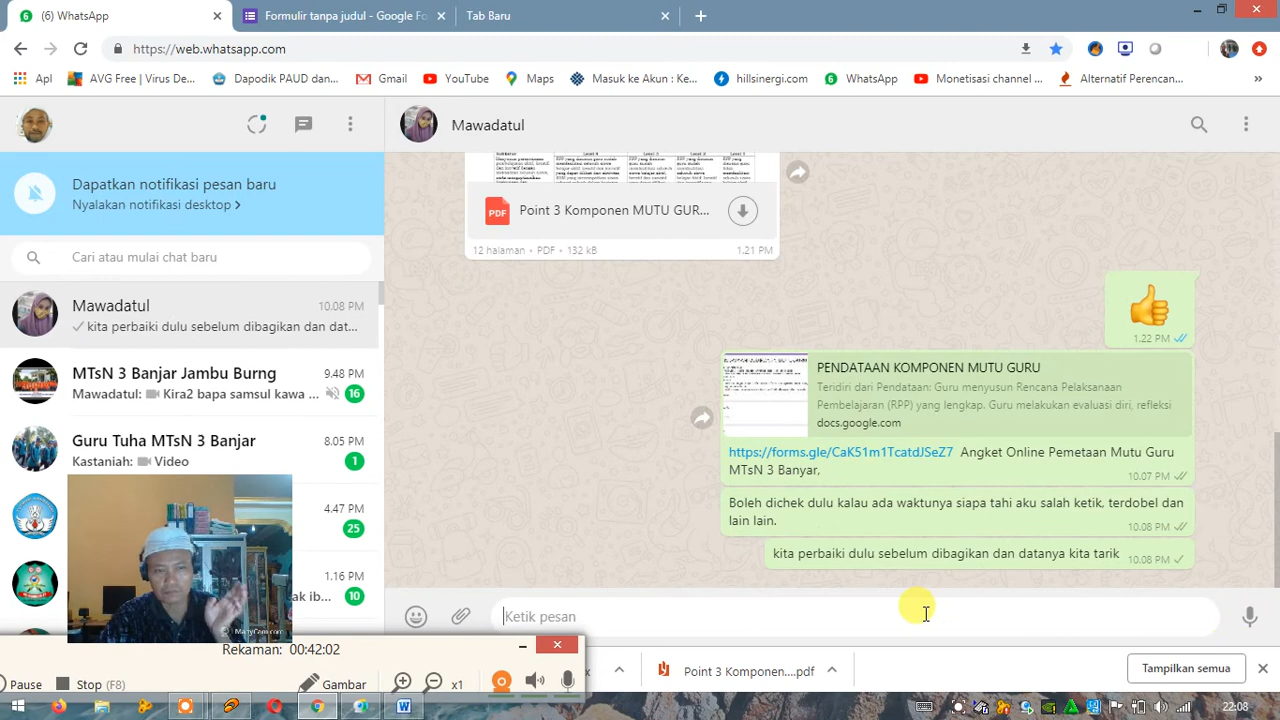 (6) WhatsApp
Formulir tanpa judul - Google Fo
Tab Baru
https://web.whatsapp.com
Apl
AVG Free | Virus De...
Dapodik PAUD dan...
Gmail
YouTube
Maps
Masuk ke Akun : Ke...
hillsinergi.com
WhatsApp
Monetisasi channel ...
Alternatif Perencan...
Mawadatul
Dapatkan notifikasi pesan baru
Nyalakan notifikasi desktop
Cari atau mulai chat baru
Mawadatul
10.08 PM
kita perbaiki dulu sebelum dibagikan dan dat...
MTsN 3 Banjar Jambu Burng
9.48 PM
Mawadatul: Kira2 bapa samsul kawa ...
16
Guru Tuha MTsN 3 Banjar
8.05 PM
Kastaniah: Video
1
4.47 PM
25
1.16 PM
ak ib...
10
PDF
Point 3 Komponen MUTU GUR...
12 halaman • PDF • 132 kB
1.21 PM
1.22 PM
PENDATAAN KOMPONEN MUTU GURU
Teridiri dari Pendataan: Guru menyusun Rencana Pelaksanaan
Pembelajaran (RPP) yang lengkap. Guru melakukan evaluasi diri, refleksi
docs.google.com
https://forms.gle/CaK51m1TcatdJSeZ7 Angket Online Pemetaan Mutu Guru
MTsN 3 Banyar,
10.07 PM
Boleh dichek dulu kalau ada waktunya siapa tahi aku salah ketik, terdobel dan
lain lain.
10.08 PM
kita perbaiki dulu sebelum dibagikan dan datanya kita tarik
10.08 PM
Ketik pesan
ManyCam.com
Rekaman: 00:42:02
Pause
Stop (F8)
Gambar
x1
Point 3 Komponen....pdf
Tampilkan semua
22:08